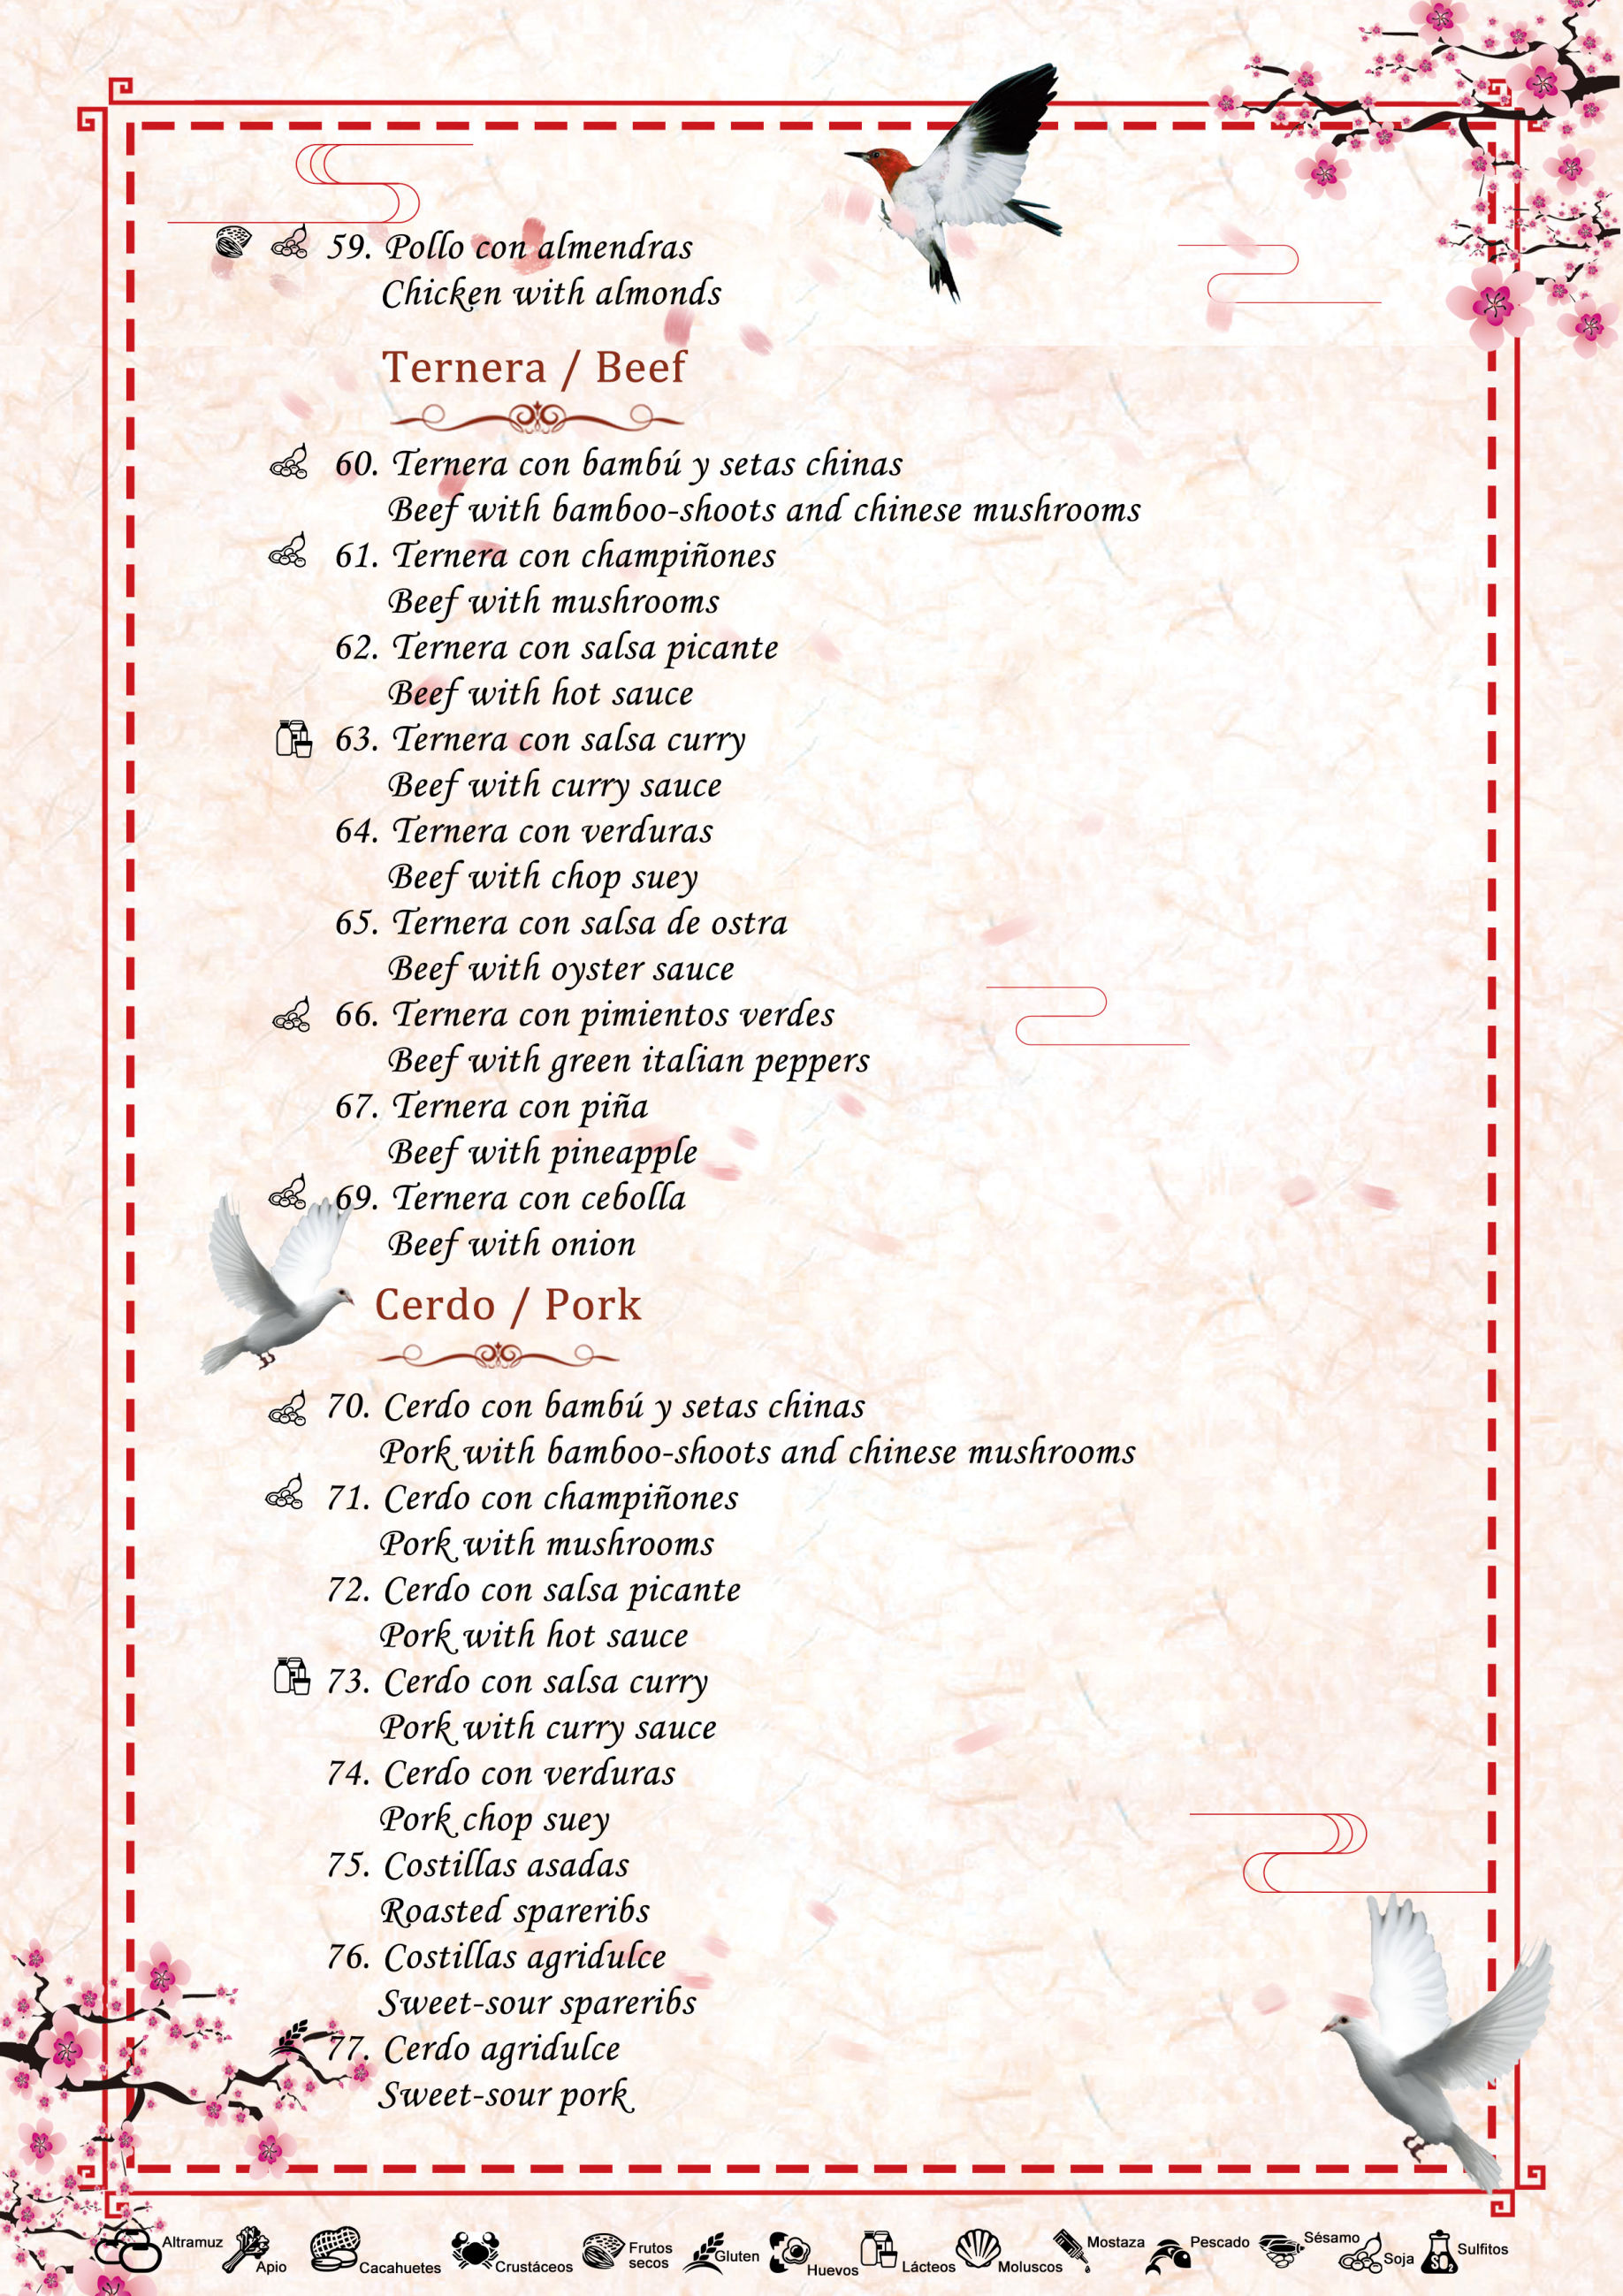 59. Pollo con almendras
Chicken with almonds
Ternera / Beef
60. Ternera con bambú y setas chinas
Beef with bamboo-shoots and chinese mushrooms
61. Ternera con champiñones
Beef with mushrooms
62. Ternera con salsa picante
Beef with hot sauce
63. Ternera con salsa curry
Beef with curry sauce
64. Ternera con verduras
Beef with chop suey
65. Ternera con salsa de ostra
Beef with oyster sauce
66. Ternera con pimientos verdes
Beef with green italian peppers
67. Ternera con piña
Beef with pineapple
69. Ternera con cebolla
Beef with onion
Cerdo / Pork
70. Cerdo con bambú y setas chinas
Pork with bamboo-shoots and chinese mushrooms
71. Cerdo con champiñones
Pork with mushrooms
72. Cerdo con salsa picante
Pork with hot sauce
73. Cerdo con salsa curry
Pork with curry sauce
74. Cerdo con verduras
Pork chop suey
75. Costillas asadas
Roasted spareribs
76. Costillas agridulce
Sweet-sour spareribs
77. Cerdo agridulce
Sweet-sour pork
Altramuz
Apio
Cacahuetes
Crustáceos
Frutos
secos
Gluten
Huevos
Lácteos
Moluscos
Mostaza
Pescado
Sésamo
Soja
SO2
Sulfitos